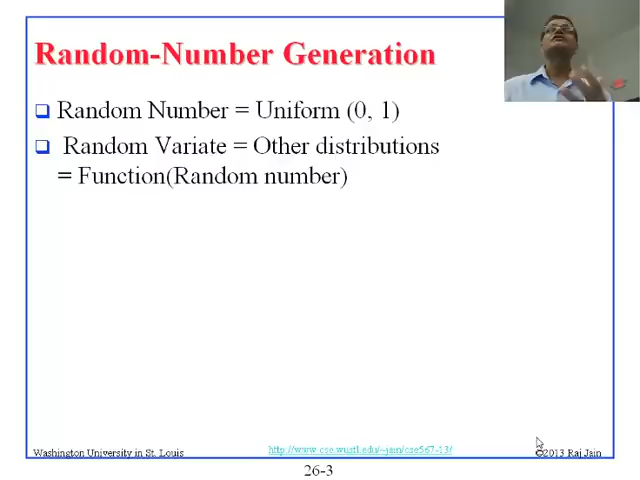 Random-Number Generation
Random Number = Uniform (0, 1)
Random Variate = Other distributions
= Function(Random number)
Washington University in St. Louis
http://www.cse.wustl.edu/~jain/cse567-13/
©2013 Raj Jain
26-3